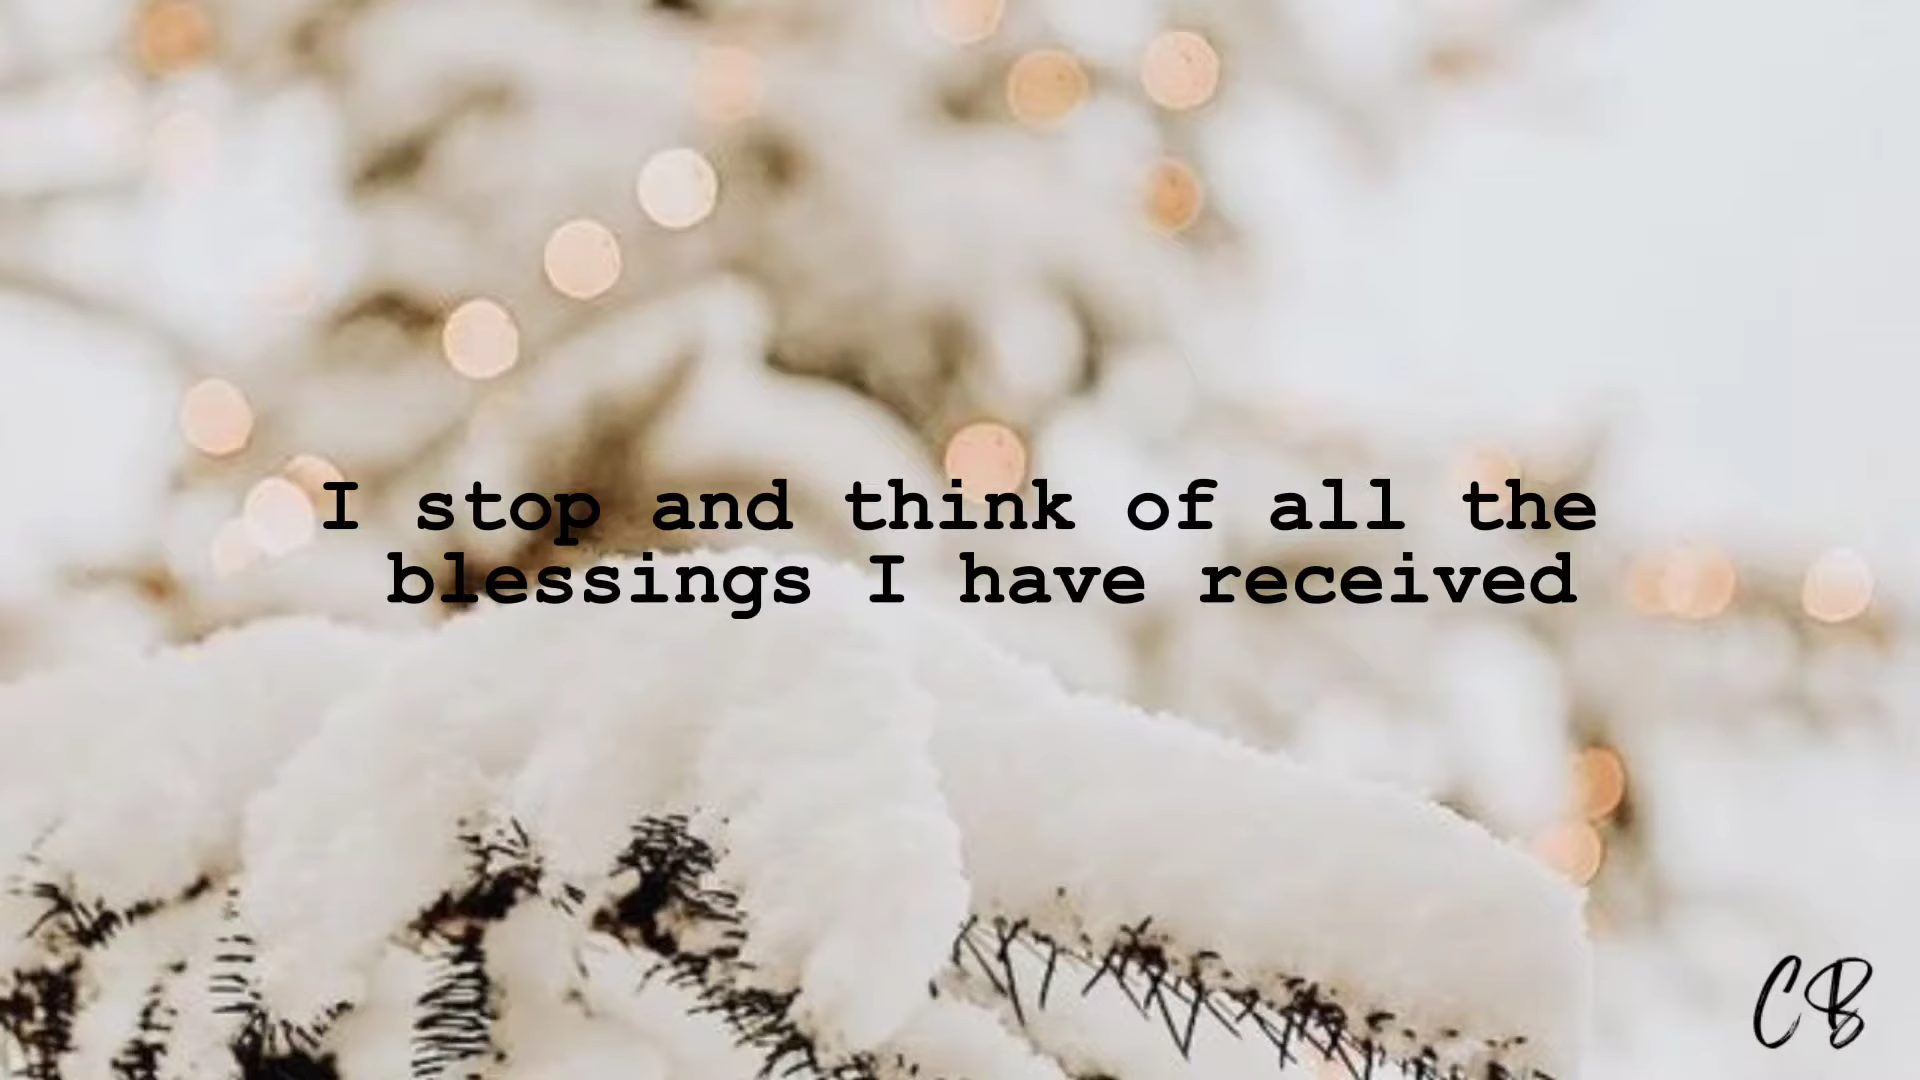 I stop and think of all the
blessings I have received
CB